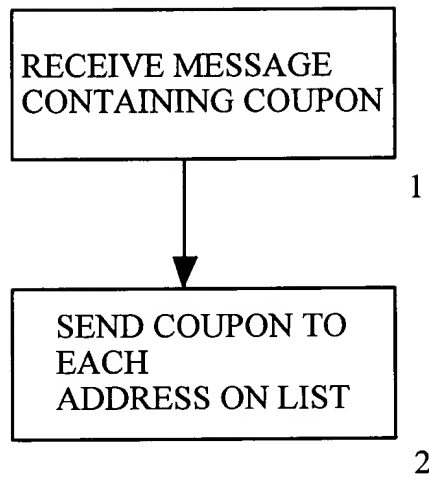 RECEIVE MESSAGE
CONTAINING COUPON
1
SEND COUPON TO
EACH
ADDRESS ON LIST
2